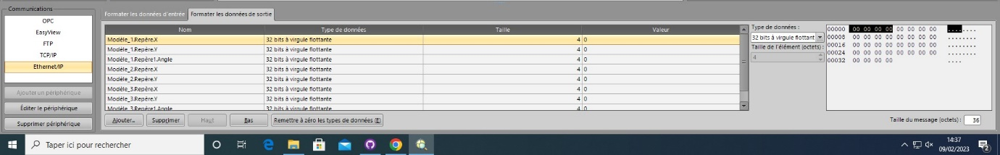 Communications
OPC
EasyView
FTP
TCP/IP
Ethernet/IP
Ajouter un périphérique
Éditer le périphérique
Supprimer périphérique
Formater les données d'entrée Formater les données de sortie
Nom Type de données Taille Valeur
Modèle_1.Repère.X 32 bits à virgule flottante 4 0
Modèle_1.Repère.Y 32 bits à virgule flottante 4 0
Modèle_1.Repère1.Angle 32 bits à virgule flottante 4 0
Modèle_2.Repère.X 32 bits à virgule flottante 4 0
Modèle_2.Repère.Y 32 bits à virgule flottante 4 0
Modèle_3.Repère.X 32 bits à virgule flottante 4 0
Modèle_3.Repère.Y 32 bits à virgule flottante 4 0
Modèle_3.Repère1.Angle 32 bits à virgule flottante 4 0
Ajouter... Supprimer Haut Bas Remettre à zéro les types de données (E)
Type de données :
32 bits à virgule flottant
Taille de l'élément (octets) :
4
00000 00 00 00 00 00 00 00 00 ........
00008 00 00 00 00 00 00 00 00 ........
00016 00 00 00 00 00 00 00 00 ........
00024 00 00 00 00 00 00 00 00 ........
00032 00 00 00 00 ....
Taille du message (octets) : 36
Taper ici pour rechercher
14:37
09/02/2023
2